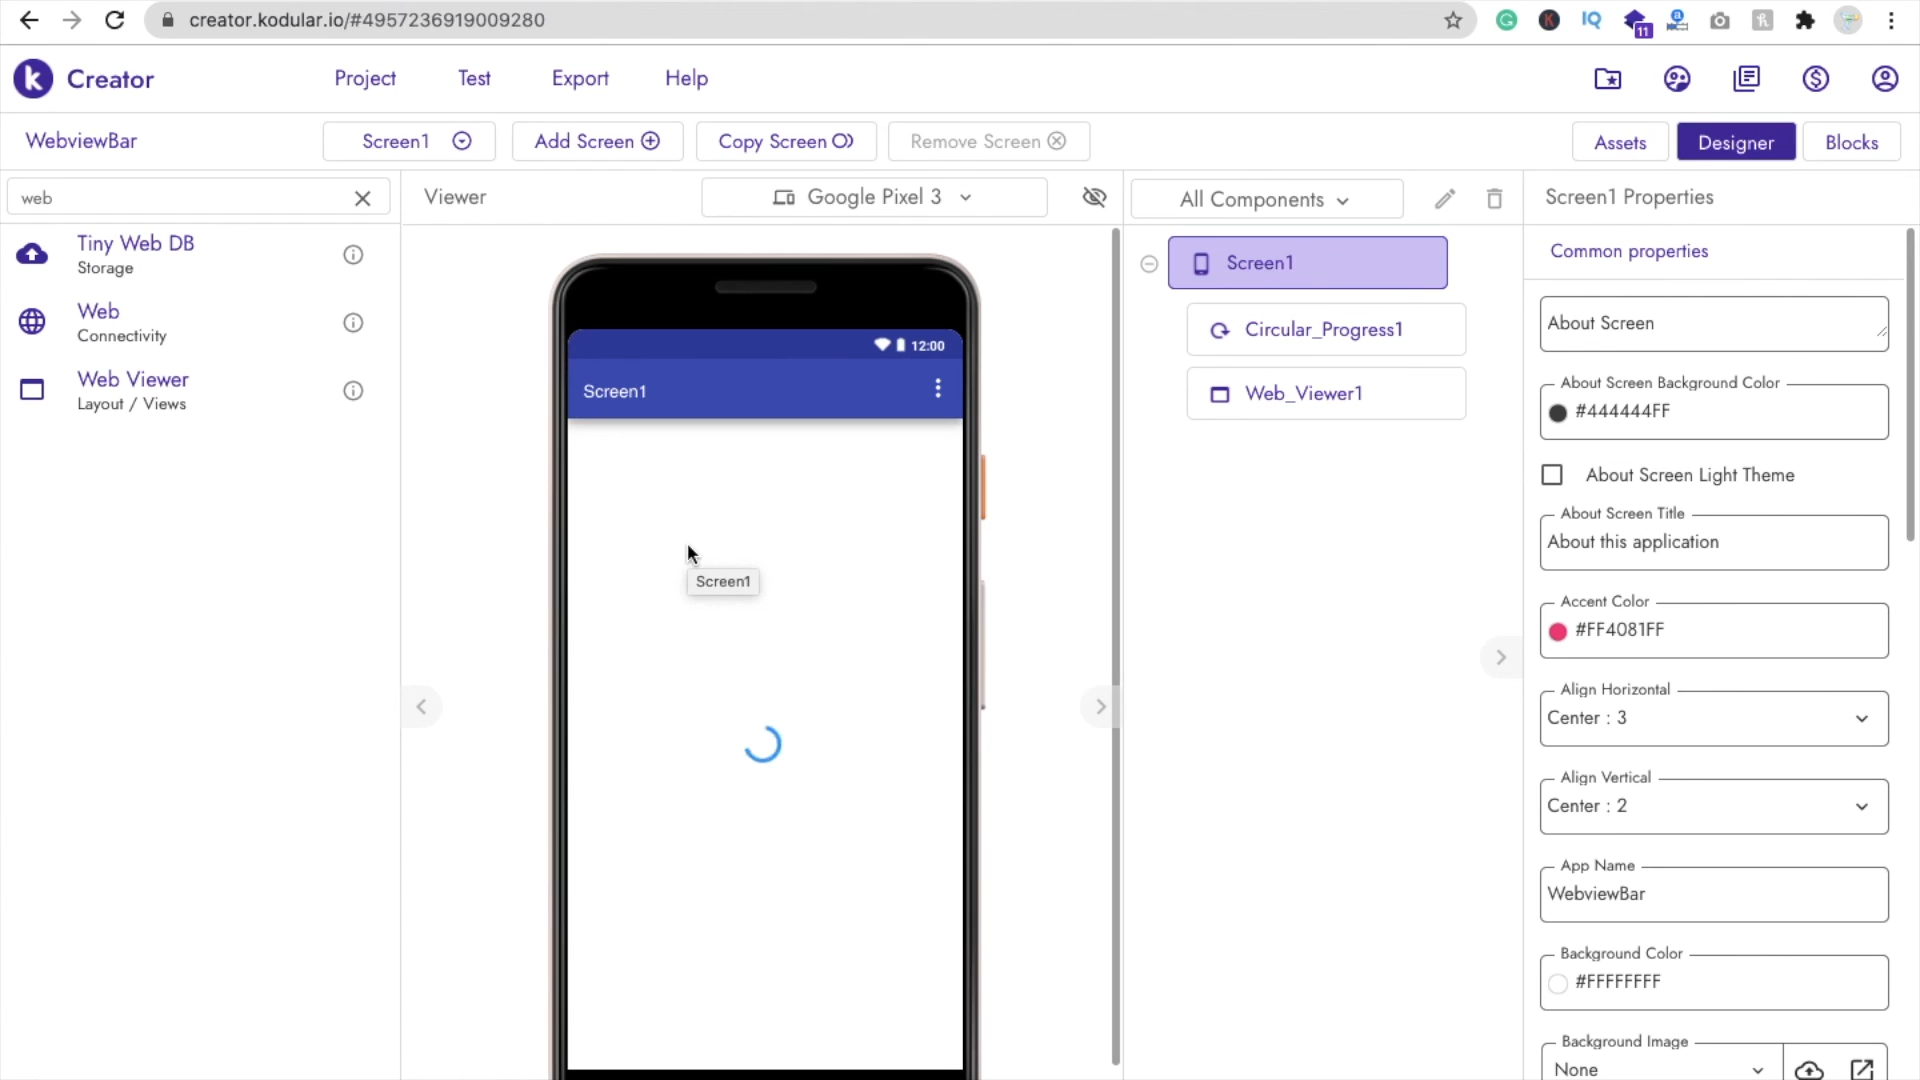 creator.kodular.io/#4957236919009280
11
Creator
Project
Test
Export
Help
WebviewBar
Screen1
Add Screen
Copy Screen
Remove Screen
Assets
Designer
Blocks
web
Viewer
Google Pixel 3
All Components
Screen1 Properties
Tiny Web DB
Storage
Web
Connectivity
Web Viewer
Layout / Views
12:00
Screen1
Screen1
Screen1
Circular_Progress1
Web_Viewer1
Common properties
About Screen
About Screen Background Color
#444444FF
About Screen Light Theme
About Screen Title
About this application
Accent Color
#FF4081FF
Align Horizontal
Center : 3
Align Vertical
Center : 2
App Name
WebviewBar
Background Color
#FFFFFFFF
Background Image
None